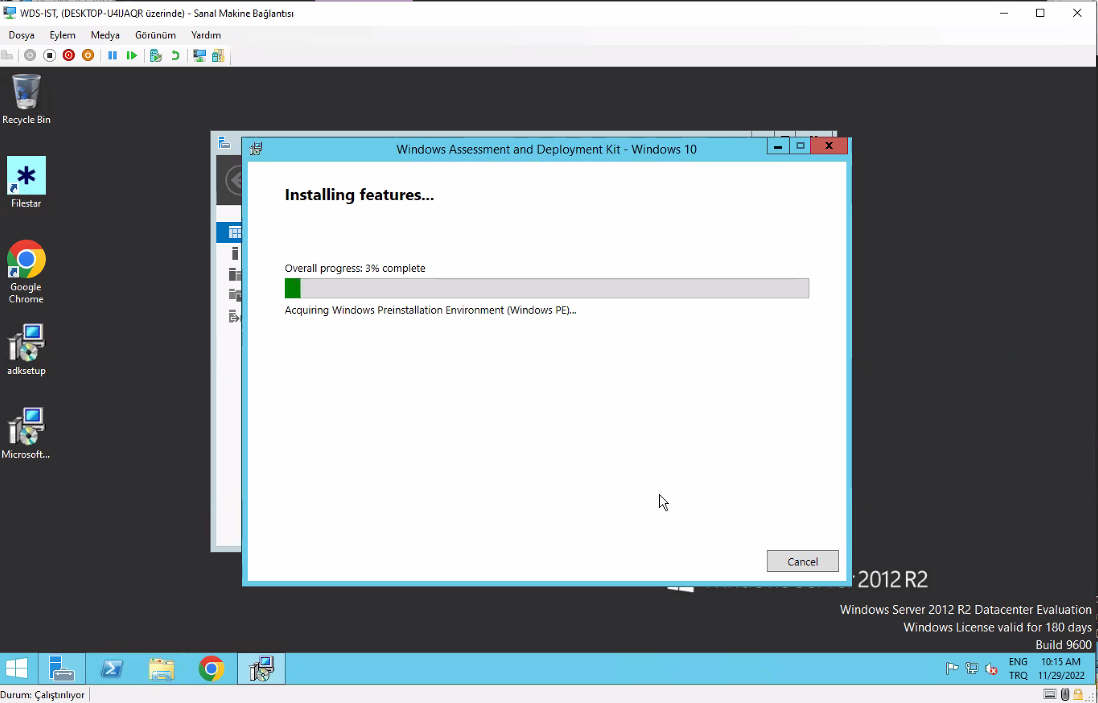 WDS-IST, (DESKTOP-U4IJAQR üzerinde) - Sanal Makine Bağlantısı
Dosya Eylem Medya Görünüm Yardım
Recycle Bin
Filestar
Google
Chrome
adksetup
Microsoft...
Windows Assessment and Deployment Kit - Windows 10
Installing features...
Overall progress: 3% complete
Acquiring Windows Preinstallation Environment (Windows PE)...
Cancel
2012 R2
Windows Server 2012 R2 Datacenter Evaluation
Windows License valid for 180 days
Build 9600
ENG 10:15 AM
TRQ 11/29/2022
Durum: Çalıştırılıyor